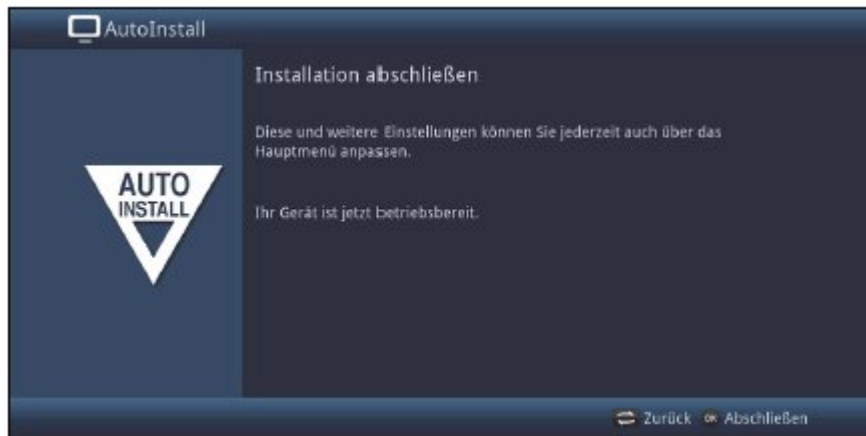 AutoInstall
Installation abschließen
Diese und weitere Einstellungen können Sie jederzeit auch über das
Hauptmenü anpassen.
AUTO
INSTALL
Ihr Gerät ist jetzt betriebsbereit.
Zurück OK Abschließen